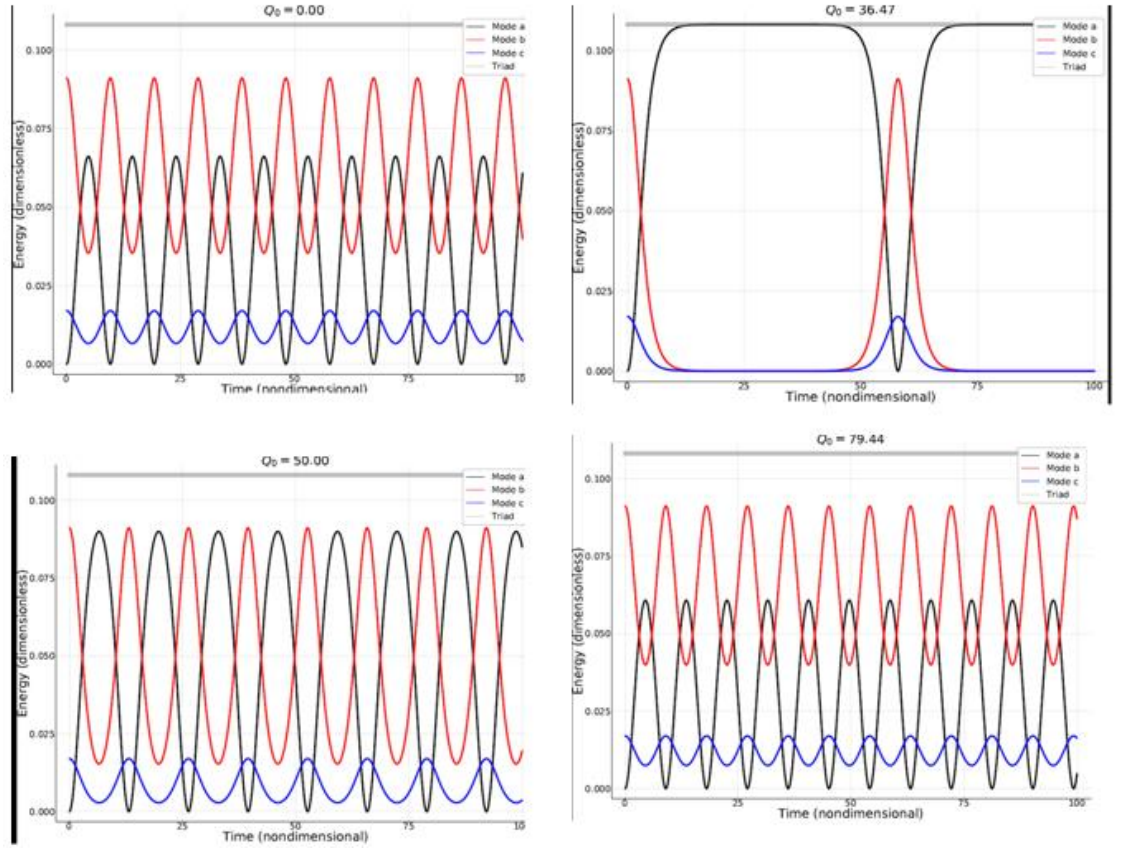 Q₀ = 0.00
Mode a
Mode b
Mode c
Triad
Energy (dimensionless)
0.100
0.075
0.050
0.025
0.000
0
25
50
75
100
Time (nondimensional)
Q₀ = 36.47
Mode a
Mode b
Mode c
Triad
Energy (dimensionless)
0.100
0.075
0.050
0.025
0.000
0
25
50
75
100
Time (nondimensional)
Q₀ = 50.00
Mode a
Mode b
Mode c
Triad
Energy (dimensionless)
0.100
0.075
0.050
0.025
0.000
0
25
50
75
10
Time (nondimensional)
Q₀ = 79.44
Mode a
Mode b
Mode c
Triad
Energy (dimensionless)
0.100
0.075
0.050
0.025
0.000
0
25
50
75
100
Time (nondimensional)